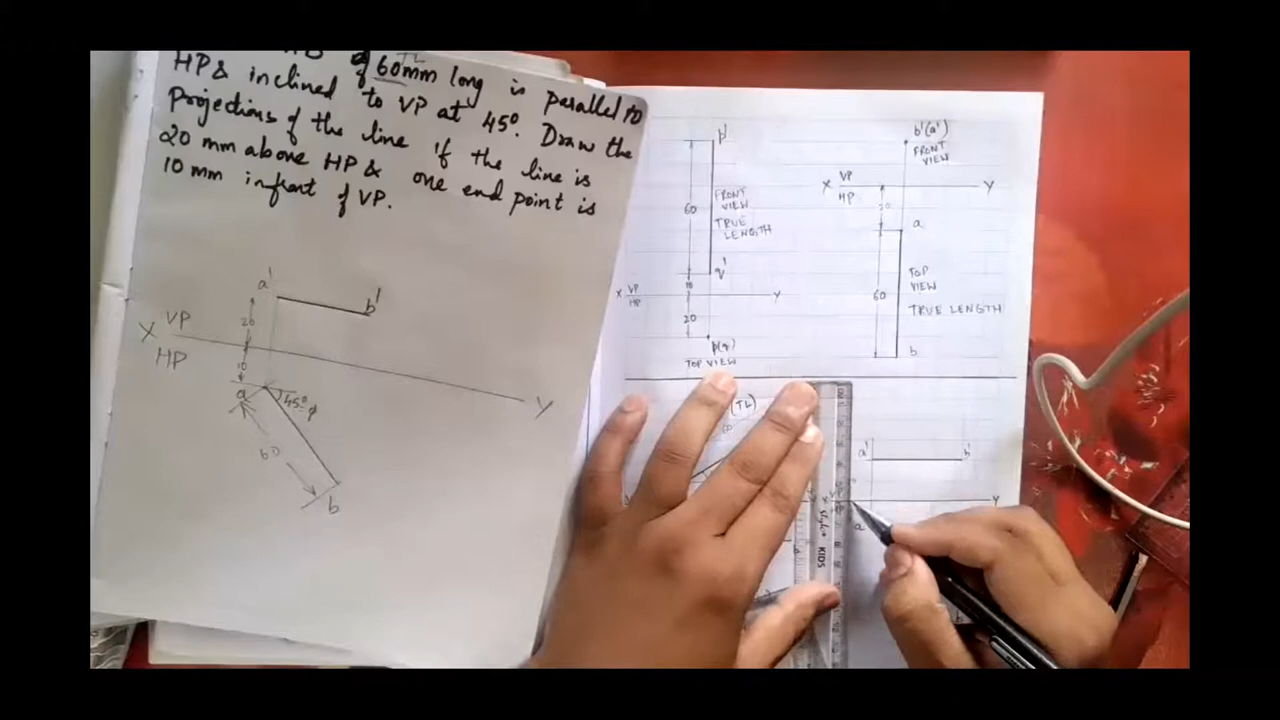 60mm long is parallel to
HP & inclined to VP at 45°. Draw the
Projections of the line if the line is
20 mm above HP & one end point is
10 mm infront of VP.
a'
b'
20
X
VP
HP
10
a
45° φ
Y
60
b
p'
60
FRONT
VIEW
TRUE
LENGTH
q'
10
X
VP
HP
Y
20
p(q)
TOP VIEW
b'(a')
FRONT
VIEW
X
VP
HP
Y
20
a
60
TOP
VIEW
TRUE LENGTH
b
(TL)
a'
b'
X
HP
Y
a
KIDS